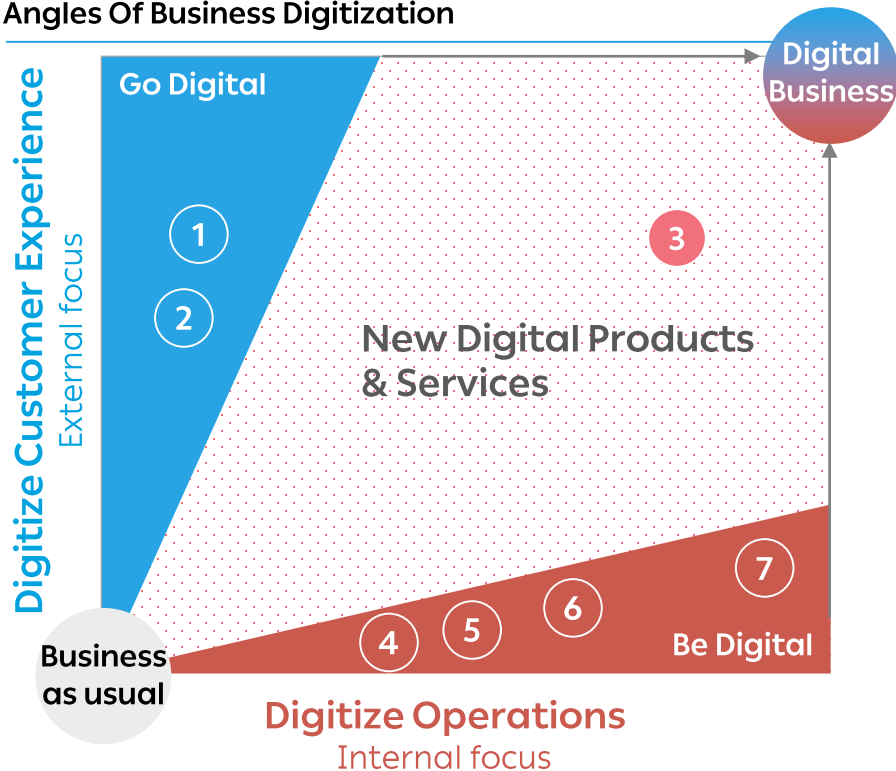 Angles Of Business Digitization
Digital
Business
Go Digital
Digitize Customer Experience
External focus
1
2
3
New Digital Products
& Services
4
5
6
7
Be Digital
Business
as usual
Digitize Operations
Internal focus